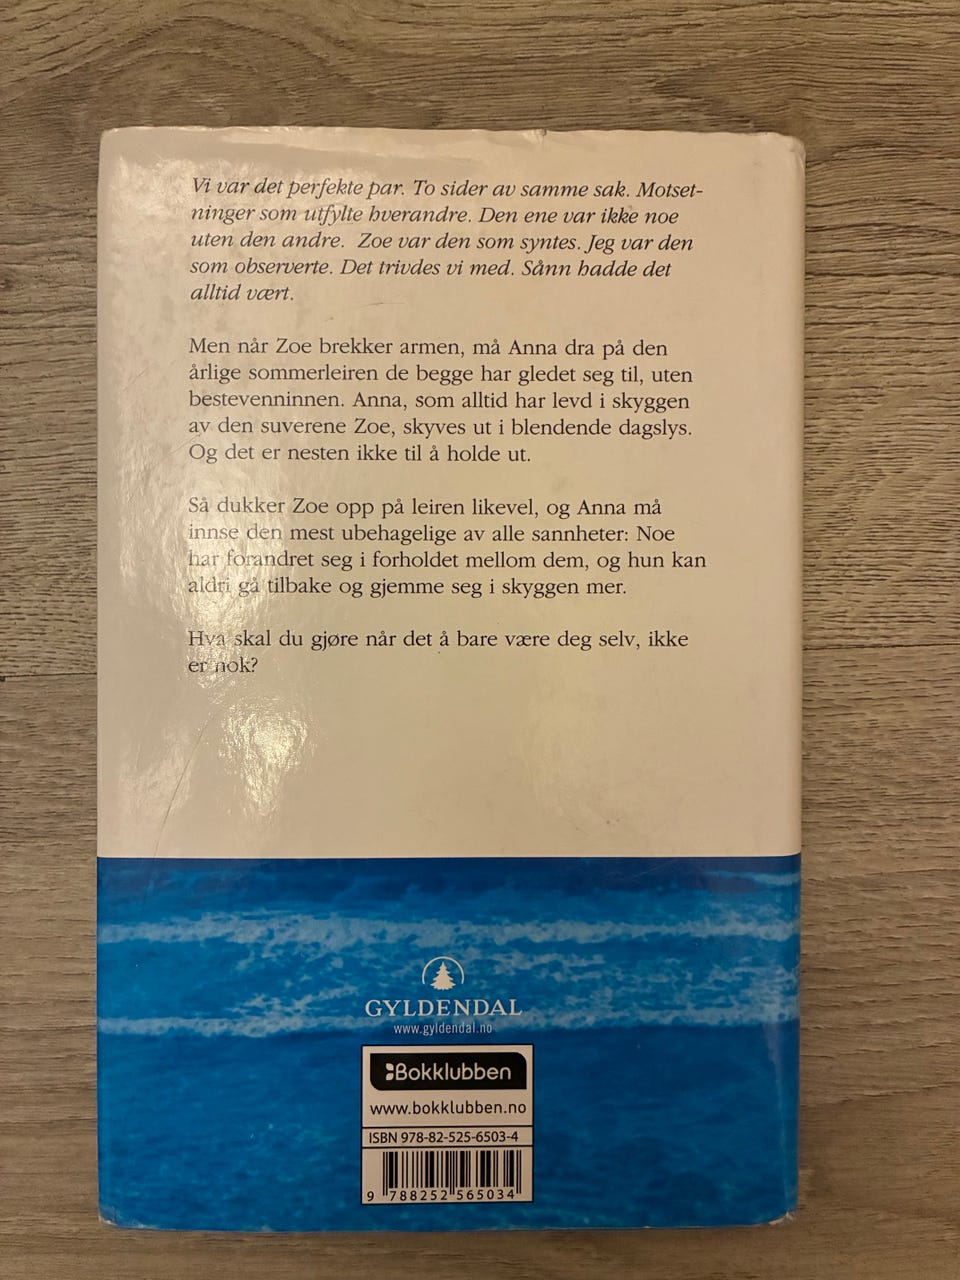 Vi var det perfekte par. To sider av samme sak. Motset-
ninger som utfylte hverandre. Den ene var ikke noe
uten den andre. Zoe var den som syntes. Jeg var den
som observerte. Det trivdes vi med. Sånn hadde det
alltid vært.
Men når Zoe brekker armen, må Anna dra på den
årlige sommerleiren de begge har gledet seg til, uten
bestevenninnen. Anna, som alltid har levd i skyggen
av den suverene Zoe, skyves ut i blendende dagslys.
Og det er nesten ikke til å holde ut.
Så dukker Zoe opp på leiren likevel, og Anna må
innse den mest ubehagelige av alle sannheter: Noe
har forandret seg i forholdet mellom dem, og hun kan
aldri gå tilbake og gjemme seg i skyggen mer.
Hva skal du gjøre når det å bare være deg selv, ikke
er nok?
GYLDENDAL
www.gyldendal.no
Bokklubben
www.bokklubben.no
ISBN 978-82-525-6503-4
9 788252 565034